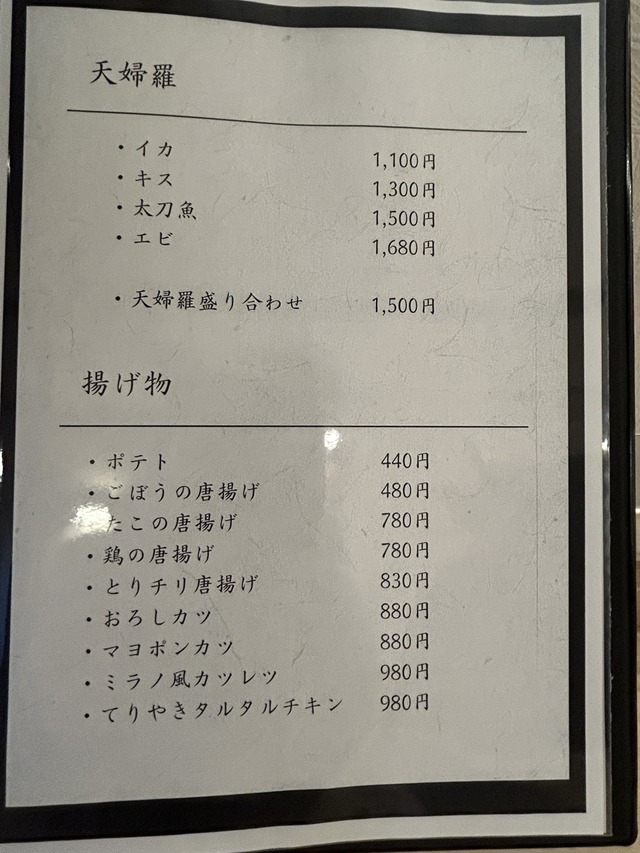 天婦羅
・イカ 1,100円
・キス 1,300円
・太刀魚 1,500円
・エビ 1,680円
・天婦羅盛り合わせ 1,500円
揚げ物
・ポテト 440円
・ごぼうの唐揚げ 480円
たこの唐揚げ 780円
・鶏の唐揚げ 780円
・とりチリ唐揚げ 830円
・おろしカツ 880円
・マヨポンカツ 880円
・ミラノ風カツレツ 980円
・てりやきタルタルチキン 980円